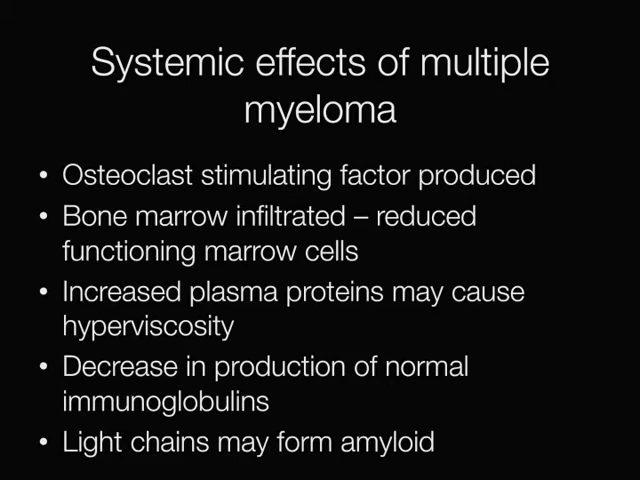 Systemic effects of multiple
myeloma
• Osteoclast stimulating factor produced
• Bone marrow infiltrated – reduced
functioning marrow cells
• Increased plasma proteins may cause
hyperviscosity
• Decrease in production of normal
immunoglobulins
• Light chains may form amyloid